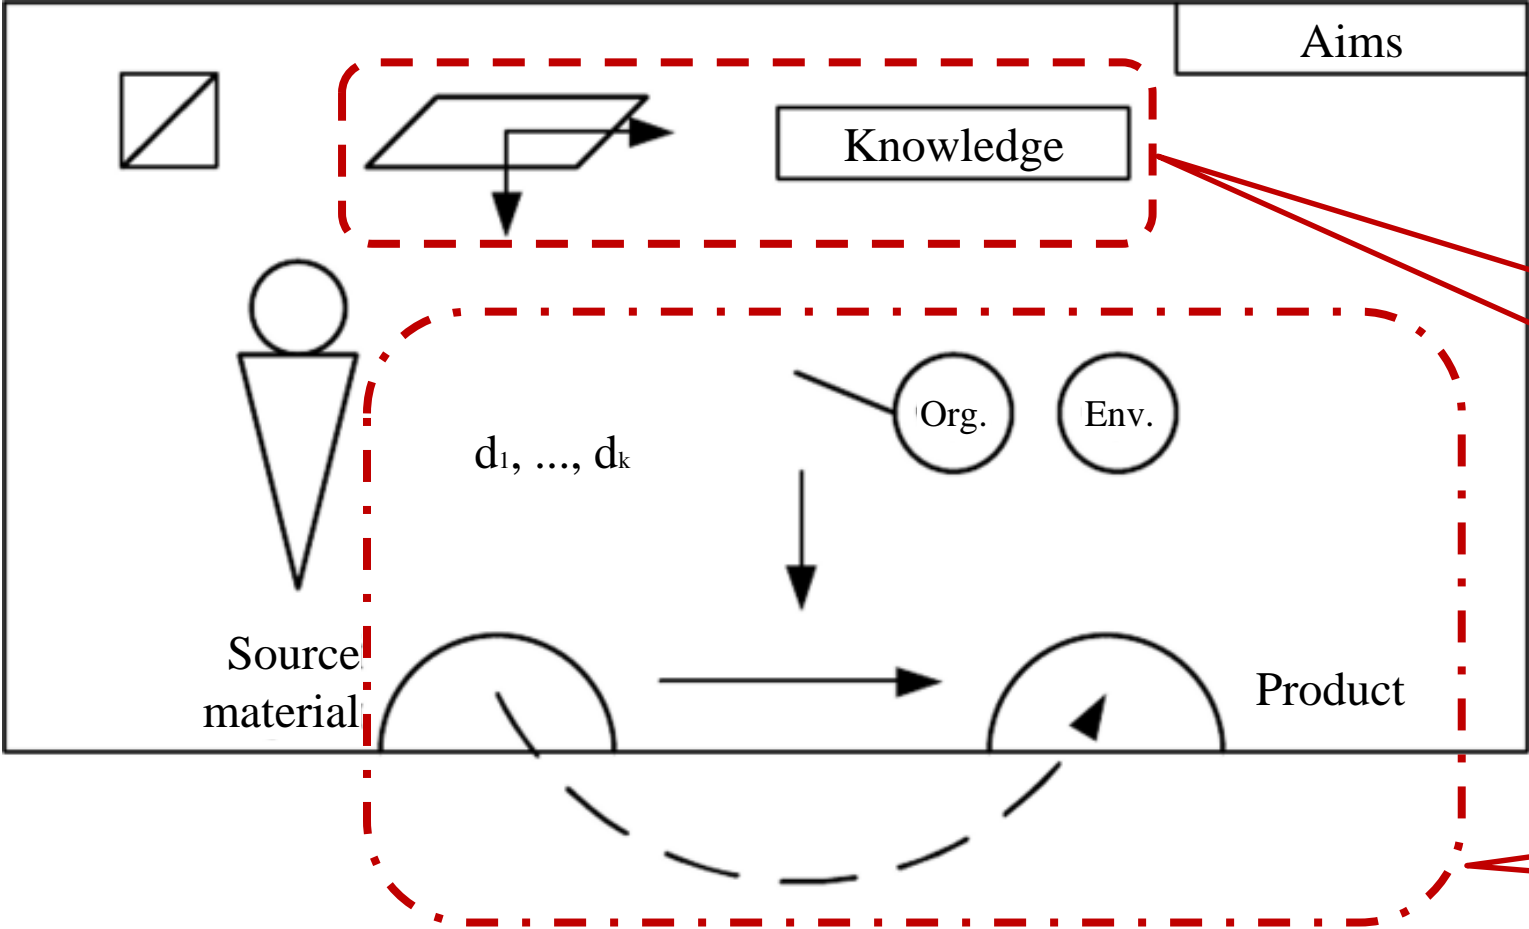 Aims
Knowledge
Org.
Env.
d₁, ..., dₖ
Source
material
Product